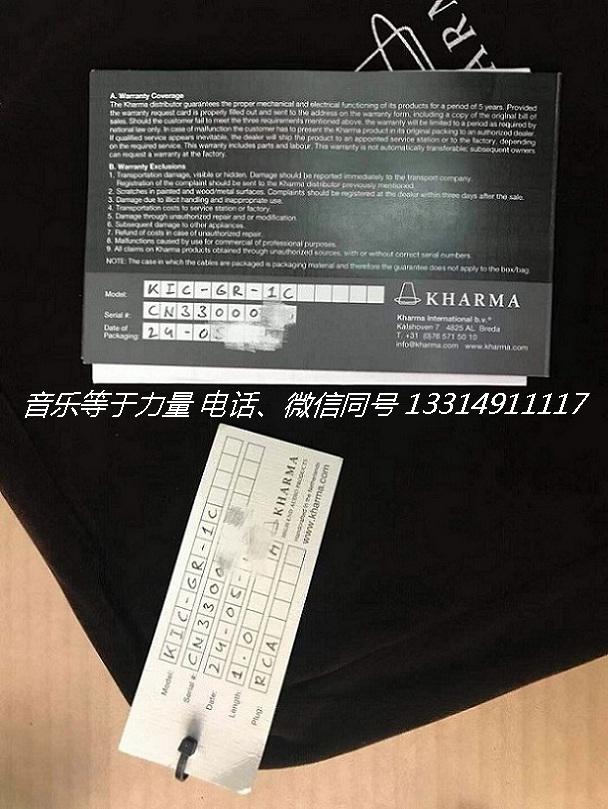 KHARM
A. Warranty Coverage
The Kharma distributor guarantees the proper mechanical and electrical functioning of its products for a period of 5 years. Provided
the warranty request card is properly filled out and sent to the address on the warranty form, including a copy of the original bill of
sales. Should the customer fail to meet the three requirements mentioned above, the warranty will be limited to a period as required by
national law only. In case of malfunction the customer has to present the Kharma product in its original packing to an authorized dealer.
If qualified service appears inevitable, the dealer will ship the product to an appointed service station or to the factory, depending
on the required service. This warranty includes parts and labour. This warranty is not automatically transferable; subsequent owners
can request a warranty at the factory.
B. Warranty Exclusions
1. Transportation damage, visible or hidden. Damage should be reported immediately to the transport company.
Registration of the complaint should be sent to the Kharma distributor previously mentioned.
2. Scratches in painted and wood/metal surfaces. Complaints should be registered at the dealer within three days after the sale.
3. Damage due to illicit handling and inappropriate use.
4. Transportation costs to service station or factory.
5. Damage through unauthorized repair and or modification.
6. Subsequent damage to other appliances.
7. Refund of costs in case of unauthorized repair.
8. Malfunctions caused by use for commercial of professional purposes.
9. All claims on Kharma products obtained through unauthorized sources, with or without correct serial numbers.
NOTE: The case in which the cables are packaged is packaging material and therefore the guarantee does not apply to the box/bag.
Model: KIC-GR-1C
Serial #: CN33000
Date of Packaging: 24-0
KHARMA
Kharma International b.v.®
Kalshoven 7 4825 AL Breda
T. +31 (0)76 571 50 10
info@kharma.com www.kharma.com
音乐等于力量 电话、微信同号 13314911117
Model: KIC-GR-1C
Serial #: CN3300
Date: 24-05-
Length: 1.0 M
Plug: RCA
KHARMA
HIGH END AUDIO PRODUCTS
Handcrafted in the Netherlands
www.kharma.com